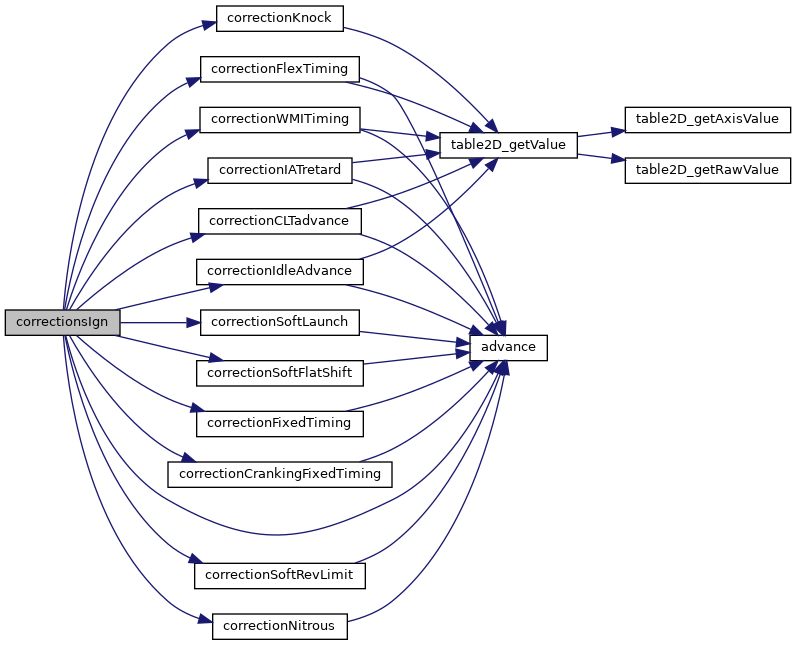 correctionKnock
correctionFlexTiming
correctionWMITiming
table2D_getAxisValue
table2D_getValue
correctionIATretard
table2D_getRawValue
correctionCLTadvance
correctionIdleAdvance
correctionsIgn
correctionSoftLaunch
advance
correctionSoftFlatShift
correctionFixedTiming
correctionCrankingFixedTiming
correctionSoftRevLimit
correctionNitrous